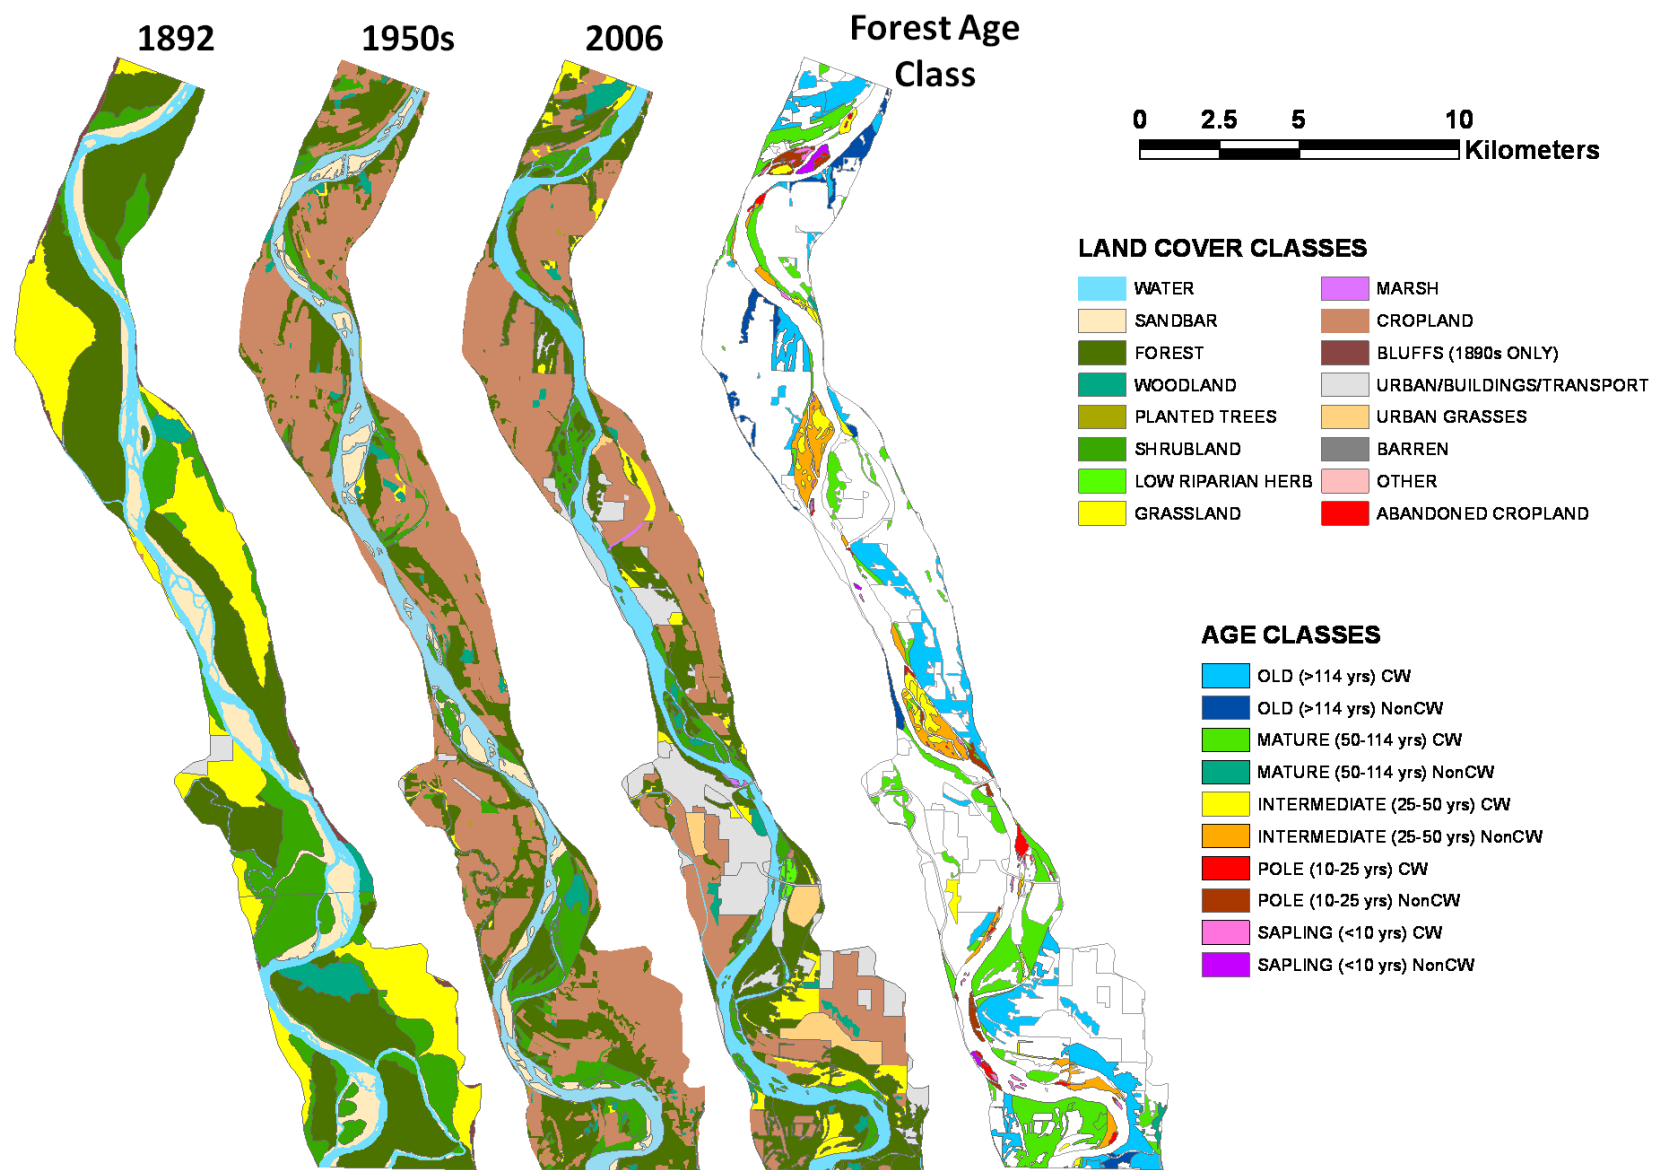 1892
1950s
2006
Forest Age
Class
0 2.5 5 10
Kilometers
LAND COVER CLASSES
WATER
SANDBAR
FOREST
WOODLAND
PLANTED TREES
SHRUBLAND
LOW RIPARIAN HERB
GRASSLAND
MARSH
CROPLAND
BLUFFS (1890s ONLY)
URBAN/BUILDINGS/TRANSPORT
URBAN GRASSES
BARREN
OTHER
ABANDONED CROPLAND
AGE CLASSES
OLD (>114 yrs) CW
OLD (>114 yrs) NonCW
MATURE (50-114 yrs) CW
MATURE (50-114 yrs) NonCW
INTERMEDIATE (25-50 yrs) CW
INTERMEDIATE (25-50 yrs) NonCW
POLE (10-25 yrs) CW
POLE (10-25 yrs) NonCW
SAPLING (<10 yrs) CW
SAPLING (<10 yrs) NonCW